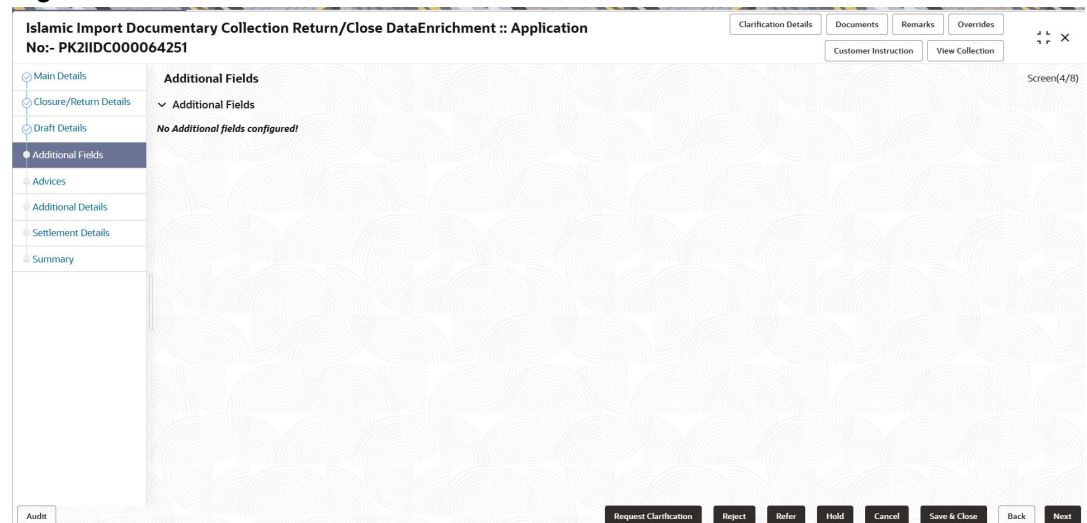 Islamic Import Documentary Collection Return/Close DataEnrichment :: Application
No:- PK2IIDC000064251
Clarification Details
Documents
Remarks
Overrides
Customer Instruction
View Collection
Main Details
Closure/Return Details
Draft Details
Additional Fields
Advices
Additional Details
Settlement Details
Summary
Additional Fields
Screen(4/8)
Additional Fields
No Additional fields configured!
Audit
Request Clarification
Reject
Refer
Hold
Cancel
Save & Close
Back
Next